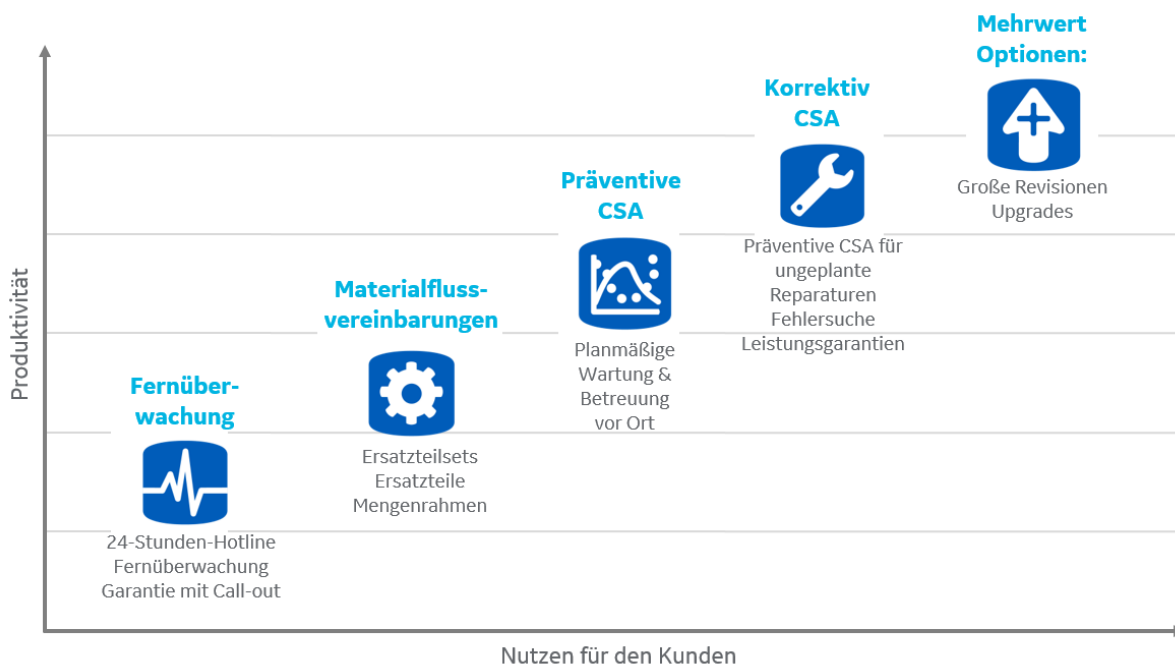 Mehrwert
Optionen:
Große Revisionen
Upgrades
Korrektiv
CSA
Präventive CSA für
ungeplante
Reparaturen
Fehlersuche
Leistungsgarantien
Präventive
CSA
Planmäßige
Wartung &
Betreuung
vor Ort
Materialfluss-
vereinbarungen
Ersatzteilsets
Ersatzteile
Mengenrahmen
Fernüber-
wachung
24-Stunden-Hotline
Fernüberwachung
Garantie mit Call-out
Produktivität
Nutzen für den Kunden